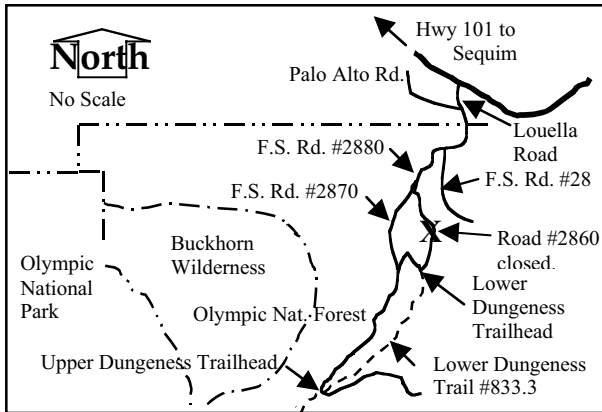 North
No Scale
Hwy 101 to
Sequim
Palo Alto Rd.
Louella
Road
F.S. Rd. #2880
F.S. Rd. #28
F.S. Rd. #2870
X
Road #2860
closed.
Buckhorn
Wilderness
Olympic
National
Park
Olympic Nat. Forest
Lower
Dungeness
Trailhead
Upper Dungeness Trailhead
Lower Dungeness
Trail #833.3